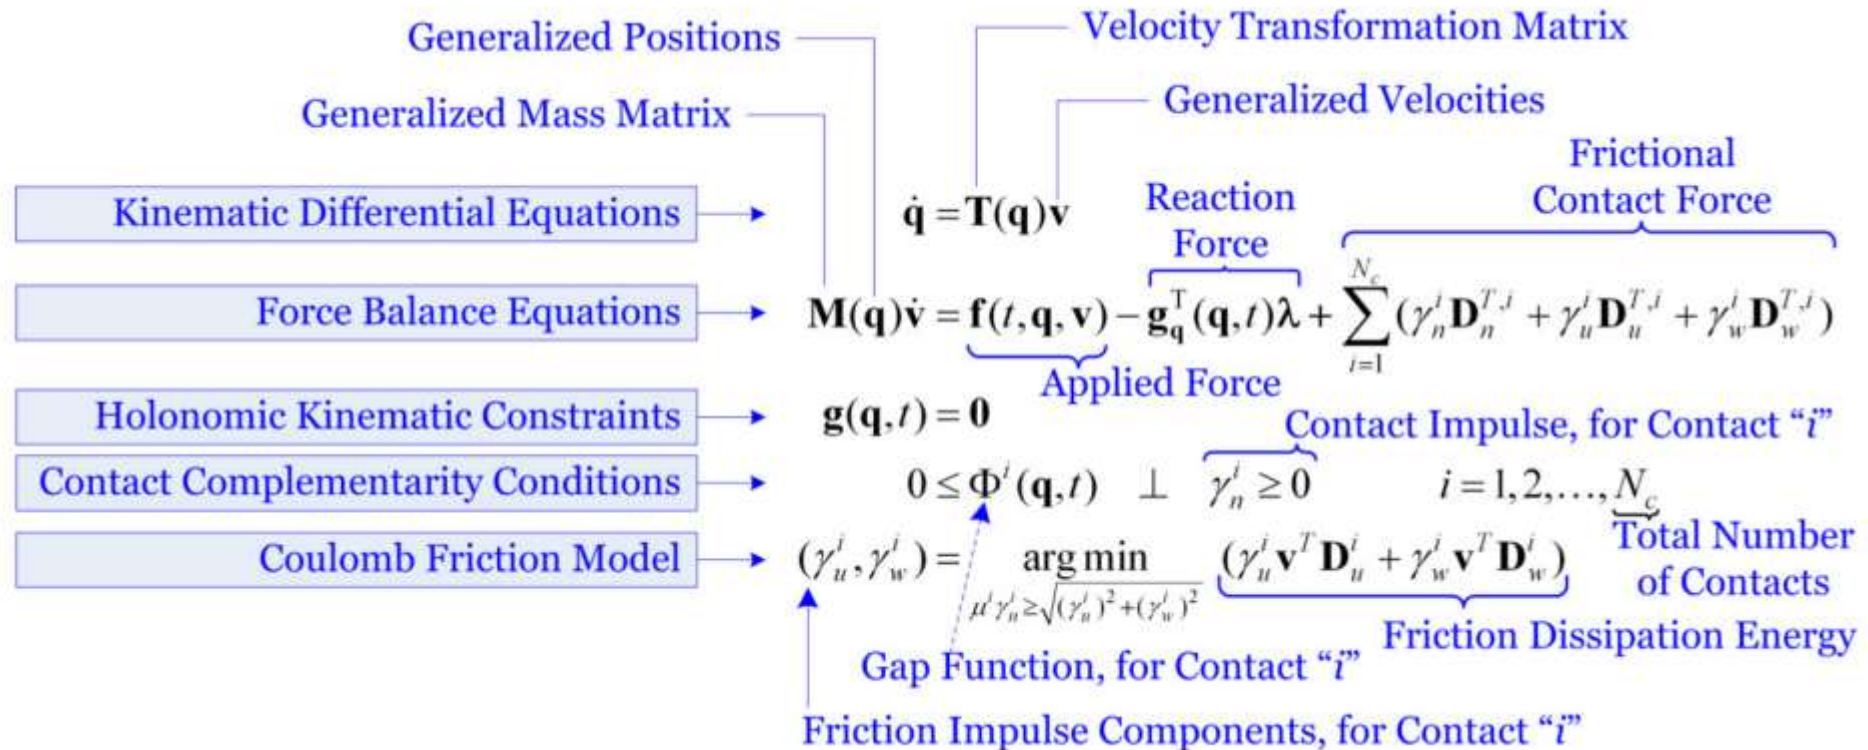 Generalized Positions
Velocity Transformation Matrix
Generalized Mass Matrix
Generalized Velocities
Kinematic Differential Equations
q̇ = T(q)v
Reaction
Force
Frictional
Contact Force
Force Balance Equations
M(q)v̇ = f(t,q,v) − g_q^T(q,t)λ + ∑_{i=1}^{N_c}(γ_n^i D_n^{T,i} + γ_u^i D_u^{T,i} + γ_w^i D_w^{T,i})
Applied Force
Holonomic Kinematic Constraints
g(q,t) = 0
Contact Impulse, for Contact “i”
Contact Complementarity Conditions
0 ≤ Φ^i(q,t) ⊥ γ_n^i ≥ 0 i = 1,2,…,N_c
Total Number
of Contacts
Coulomb Friction Model
(γ_u^i, γ_w^i) = arg min_{μ^i γ_n^i ≥ √((γ_u^i)^2 + (γ_w^i)^2)} (γ_u^i v^T D_u^i + γ_w^i v^T D_w^i)
Friction Dissipation Energy
Gap Function, for Contact “i”
Friction Impulse Components, for Contact “i”